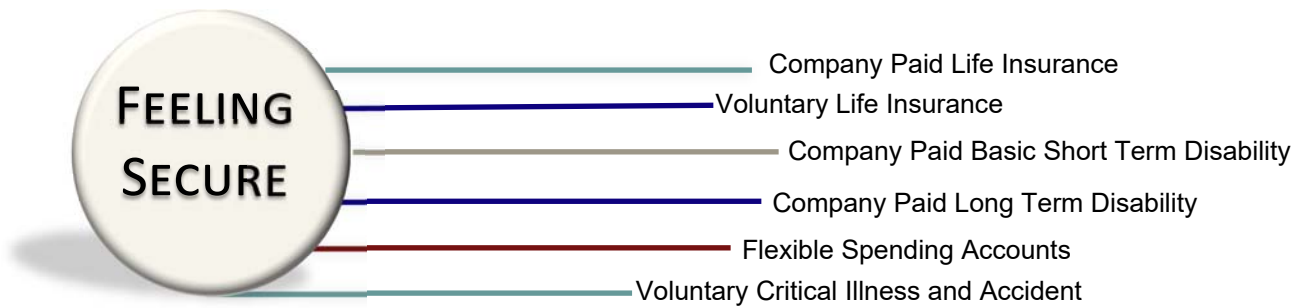 FEELING
SECURE
Company Paid Life Insurance
Voluntary Life Insurance
Company Paid Basic Short Term Disability
Company Paid Long Term Disability
Flexible Spending Accounts
Voluntary Critical Illness and Accident